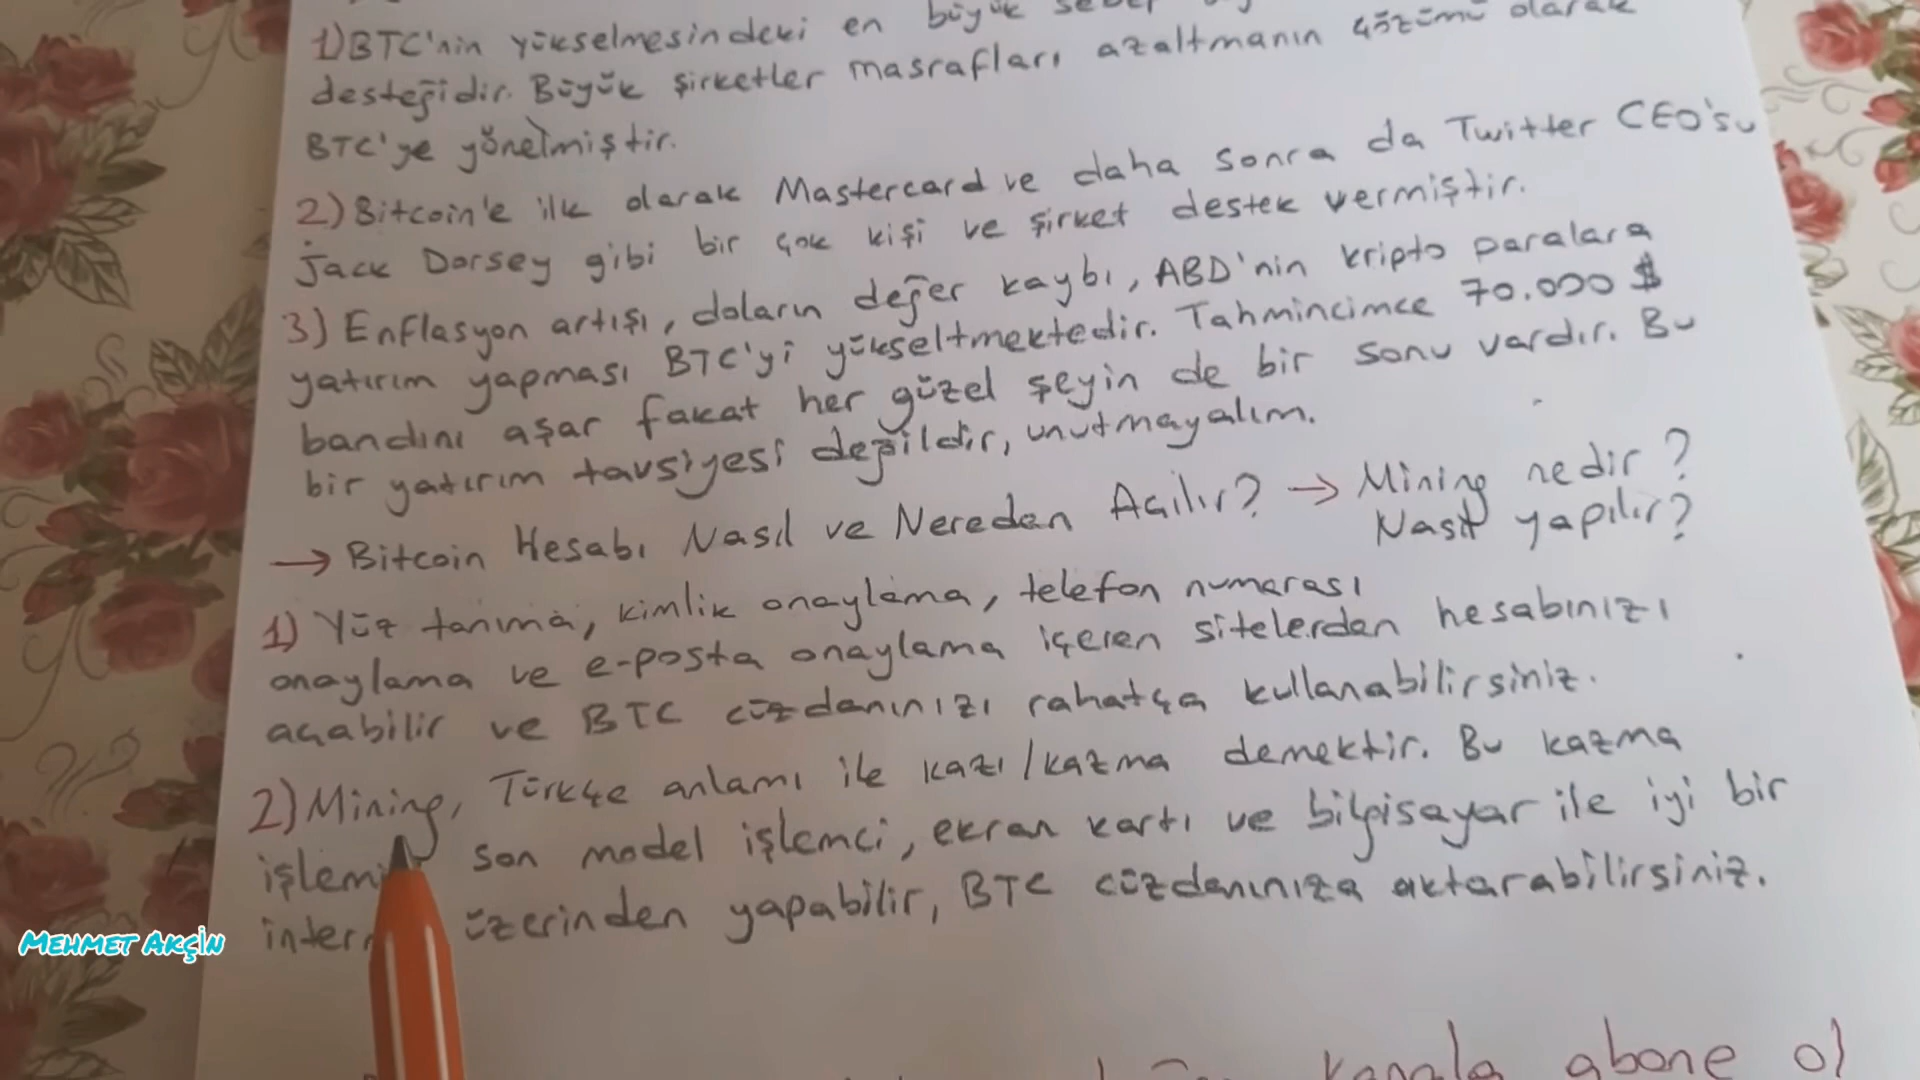 1) BTC'nin yükselmesindeki en büyük sebep
desteğidir. Büyük şirketler masrafları azaltmanın çözümü olarak
BTC'ye yönelmiştir.
2) Bitcoin'e ilk olarak Mastercard ve daha sonra da Twitter CEO'su
Jack Dorsey gibi bir çok kişi ve şirket destek vermiştir.
3) Enflasyon artışı, doların değer kaybı, ABD'nin kripto paralara
yatırım yapması BTC'yi yükseltmektedir. Tahmincimce 70.000 $
bandını aşar fakat her güzel şeyin de bir sonu vardır. Bu
bir yatırım tavsiyesi değildir, unutmayalım.
→ Bitcoin Hesabı Nasıl ve Nereden Açılır? → Mining nedir?
Nasıl yapılır?
1) Yüz tanıma, kimlik onaylama, telefon numarası
onaylama ve e-posta onaylama içeren sitelerden hesabınızı
açabilir ve BTC cüzdanınızı rahatça kullanabilirsiniz.
2) Mining, Türkçe anlamı ile kazı/kazma demektir. Bu kazma
işlemi son model işlemci, ekran kartı ve bilgisayar ile iyi bir
üzerinden yapabilir, BTC cüzdanınıza aktarabilirsiniz.
MEHMET AKÇİN
kanala abone ol